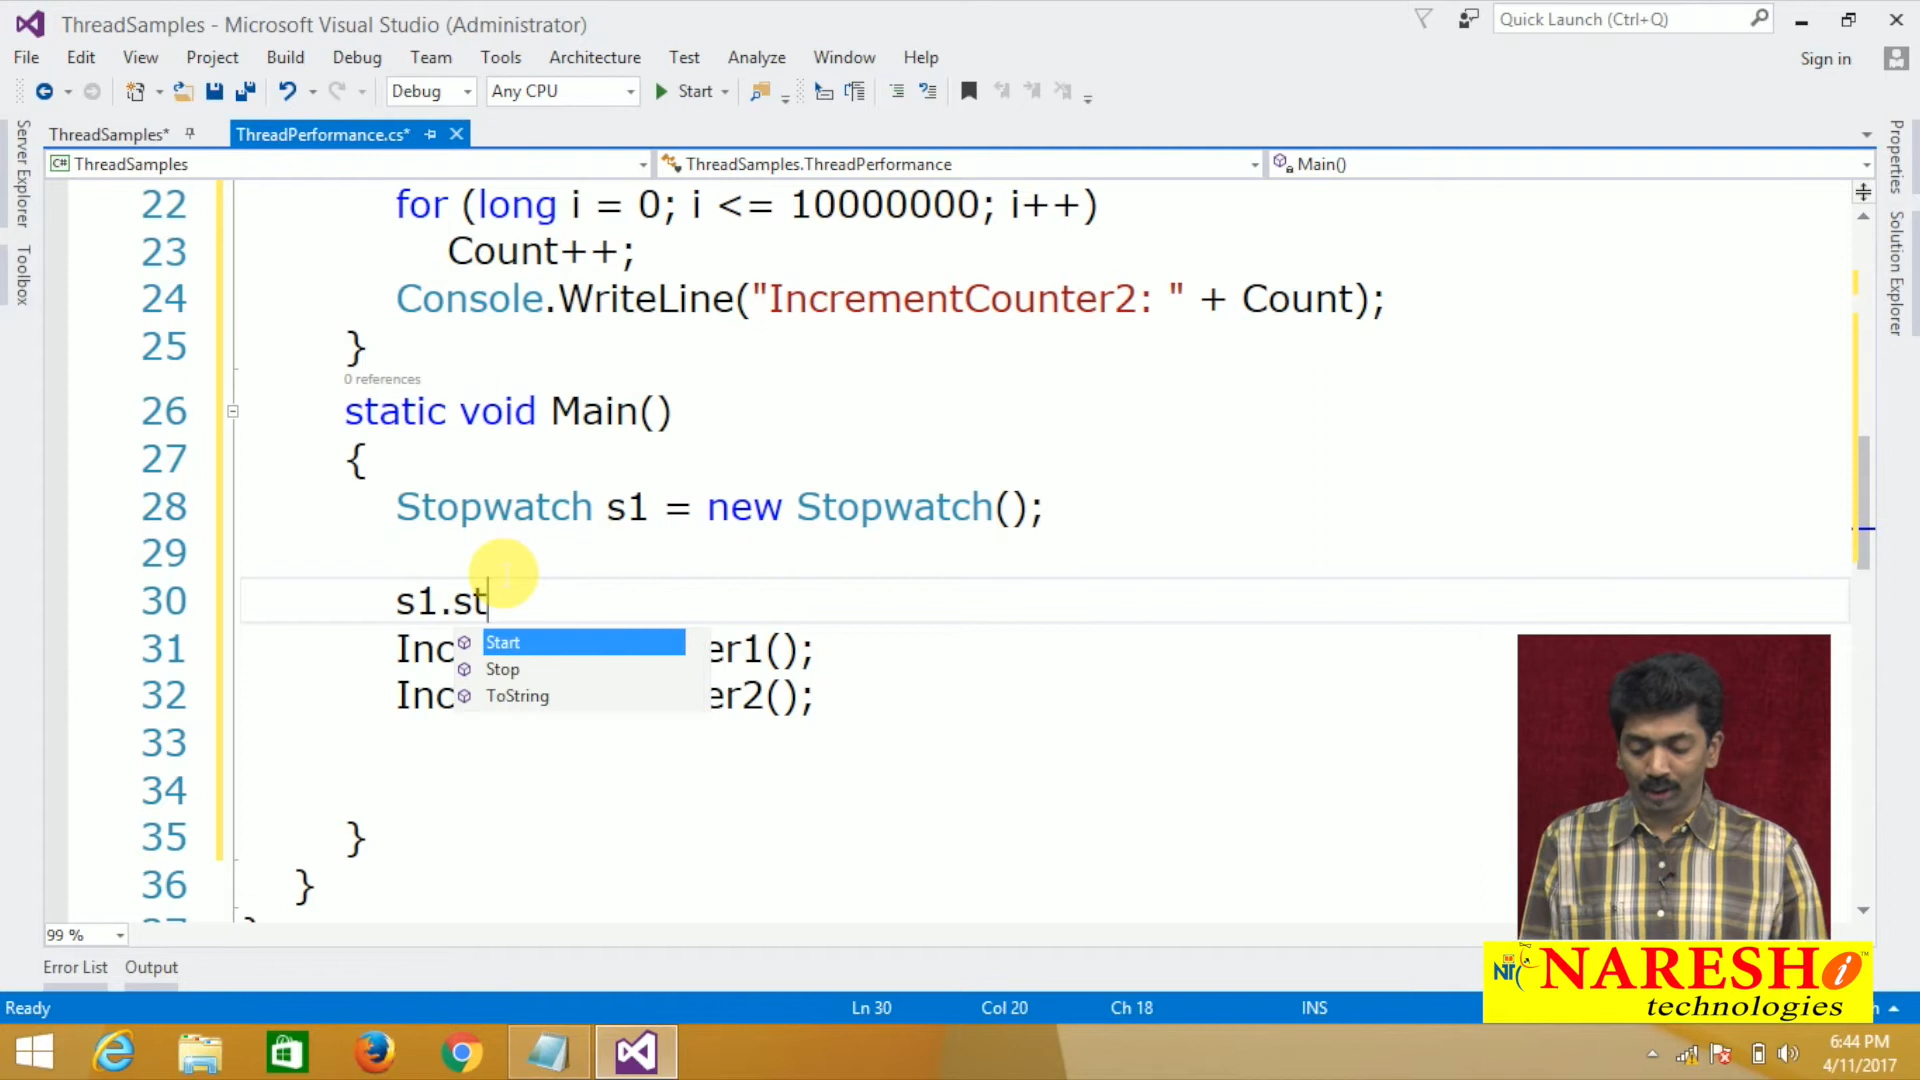 ThreadSamples - Microsoft Visual Studio (Administrator)
Quick Launch (Ctrl+Q)
File Edit View Project Build Debug Team Tools Architecture Test Analyze Window Help
Sign in
Debug Any CPU Start
Server Explorer
Toolbox
Properties
Solution Explorer
ThreadSamples* ThreadPerformance.cs*
C# ThreadSamples ThreadSamples.ThreadPerformance Main()
22 for (long i = 0; i <= 10000000; i++)
23 Count++;
24 Console.WriteLine("IncrementCounter2: " + Count);
25 }
0 references
26 static void Main()
27 {
28 Stopwatch s1 = new Stopwatch();
29
30 s1.st
Start
Stop
ToString
31 Inc er1();
32 Inc er2();
33
34
35 }
36 }
99 %
Error List Output
Ready Ln 30 Col 20 Ch 18 INS
NARESH i
technologies
6:44 PM
4/11/2017